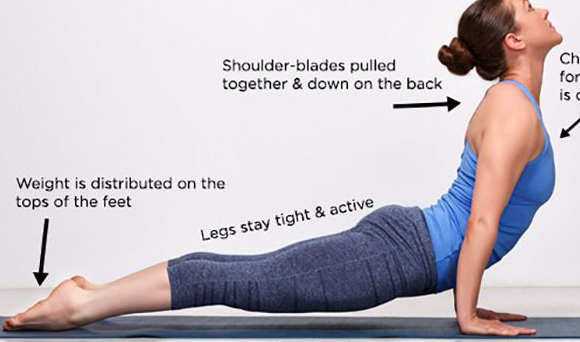 Shoulder-blades pulled
together & down on the back
Weight is distributed on the
tops of the feet
Legs stay tight & active